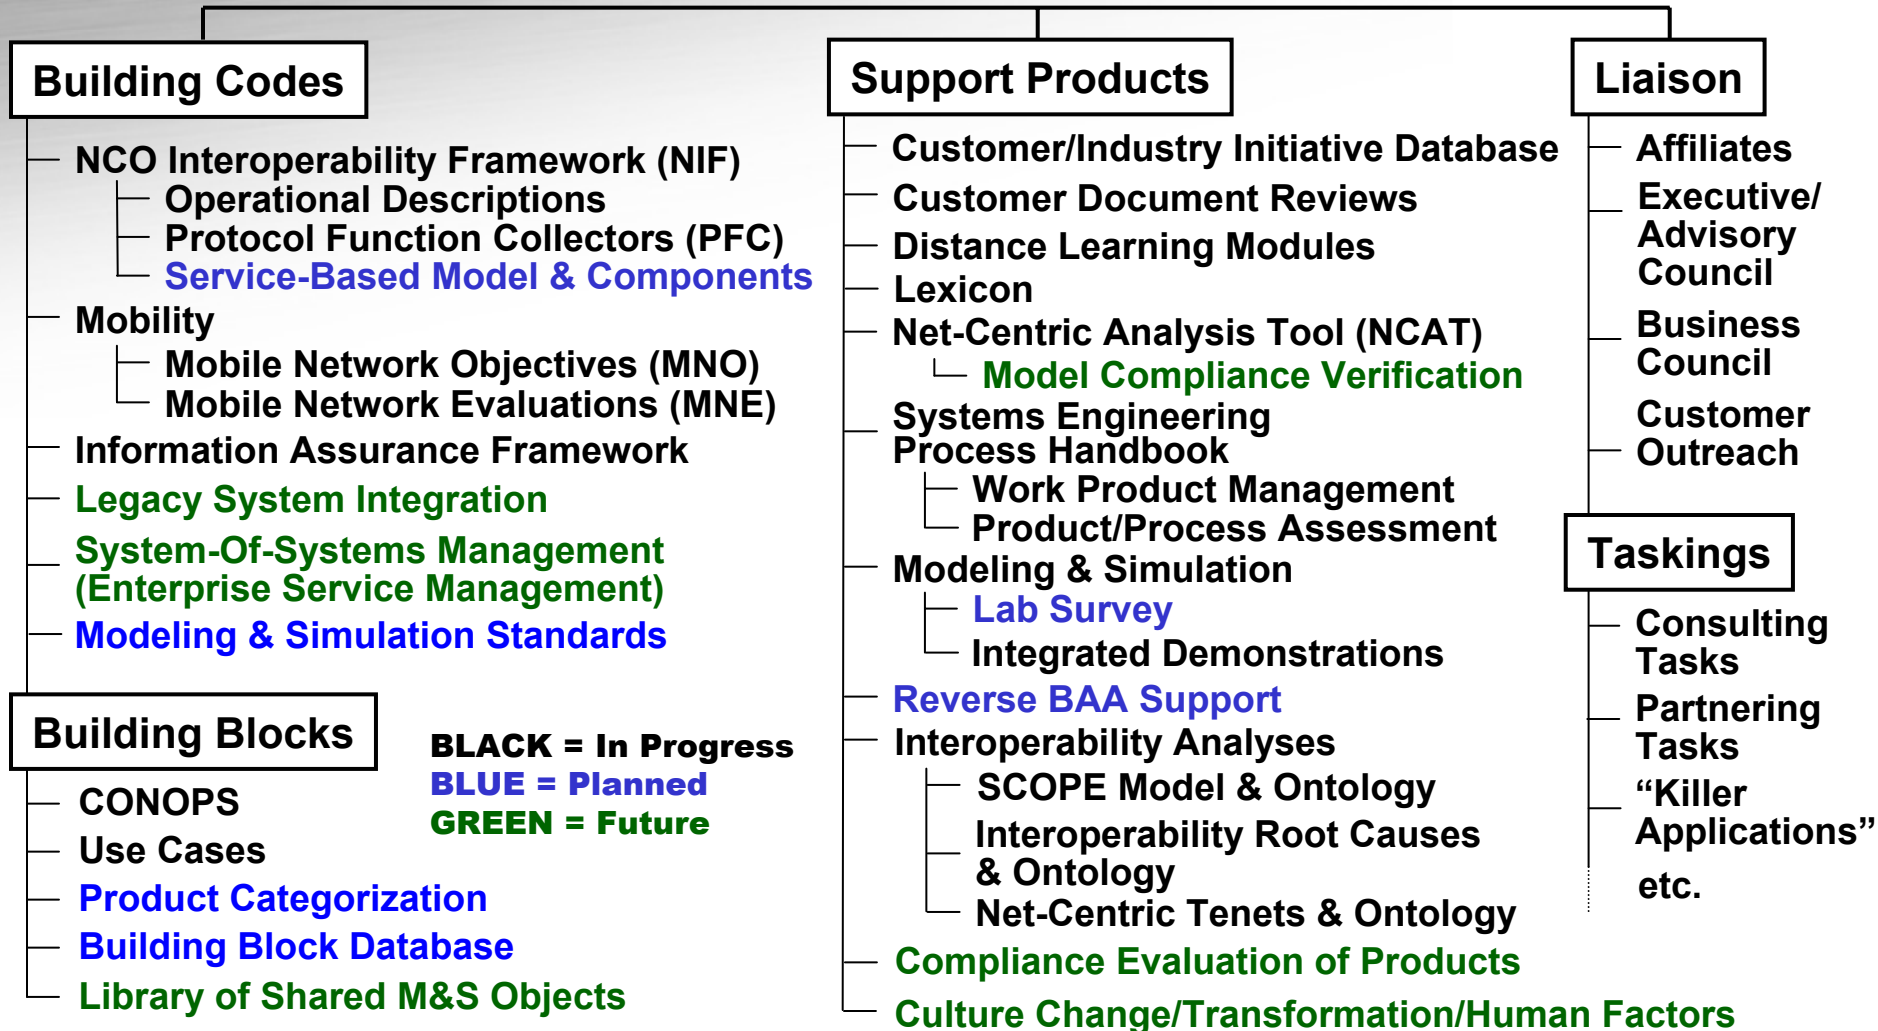 Building Codes
NCO Interoperability Framework (NIF)
Operational Descriptions
Protocol Function Collectors (PFC)
Service-Based Model & Components
Mobility
Mobile Network Objectives (MNO)
Mobile Network Evaluations (MNE)
Information Assurance Framework
Legacy System Integration
System-Of-Systems Management
(Enterprise Service Management)
Modeling & Simulation Standards
Building Blocks
CONOPS
Use Cases
Product Categorization
Building Block Database
Library of Shared M&S Objects
BLACK = In Progress
BLUE = Planned
GREEN = Future
Support Products
Customer/Industry Initiative Database
Customer Document Reviews
Distance Learning Modules
Lexicon
Net-Centric Analysis Tool (NCAT)
Model Compliance Verification
Systems Engineering
Process Handbook
Work Product Management
Product/Process Assessment
Modeling & Simulation
Lab Survey
Integrated Demonstrations
Reverse BAA Support
Interoperability Analyses
SCOPE Model & Ontology
Interoperability Root Causes
& Ontology
Net-Centric Tenets & Ontology
Compliance Evaluation of Products
Culture Change/Transformation/Human Factors
Liaison
Affiliates
Executive/
Advisory
Council
Business
Council
Customer
Outreach
Taskings
Consulting
Tasks
Partnering
Tasks
“Killer
Applications”
etc.